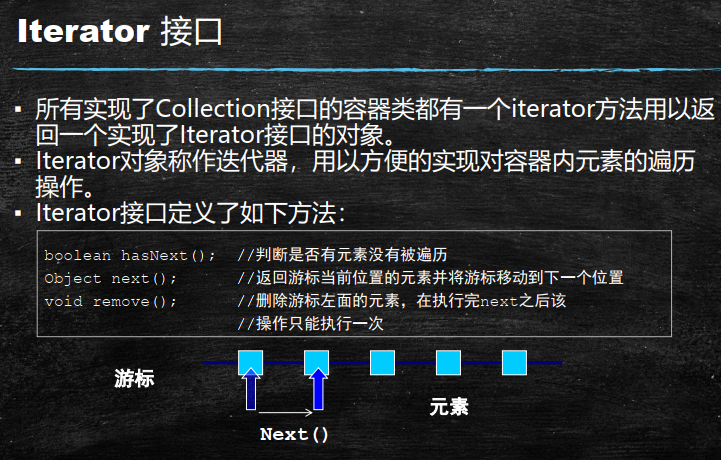 Iterator 接口
▪ 所有实现了Collection接口的容器类都有一个iterator方法用以返
回一个实现了Iterator接口的对象。
▪ Iterator对象称作迭代器，用以方便的实现对容器内元素的遍历
操作。
▪ Iterator接口定义了如下方法：
boolean hasNext(); //判断是否有元素没有被遍历
Object next(); //返回游标当前位置的元素并将游标移动到下一个位置
void remove(); //删除游标左面的元素，在执行完next之后该
//操作只能执行一次
游标
元素
Next()